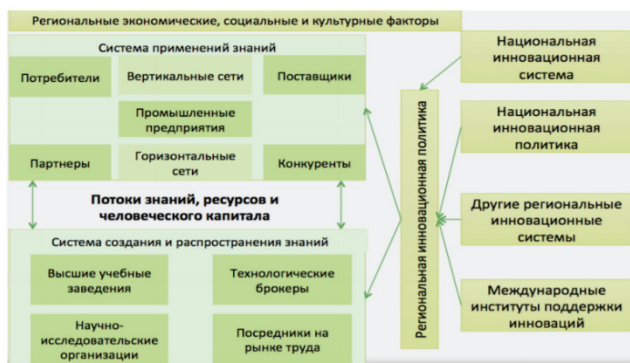 Региональные экономические, социальные и культурные факторы
Система применений знаний
Потребители
Вертикальные сети
Поставщики
Промышленные
предприятия
Партнеры
Горизонтальные
сети
Конкуренты
Потоки знаний, ресурсов и
человеческого капитала
Система создания и распространения знаний
Высшие учебные
заведения
Технологические
брокеры
Научно-
исследовательские
организации
Посредники на
рынке труда
Региональная инновационная политика
Национальная
инновационная
система
Национальная
инновационная
политика
Другие региональные
инновационные
системы
Международные
институты поддержки
инноваций